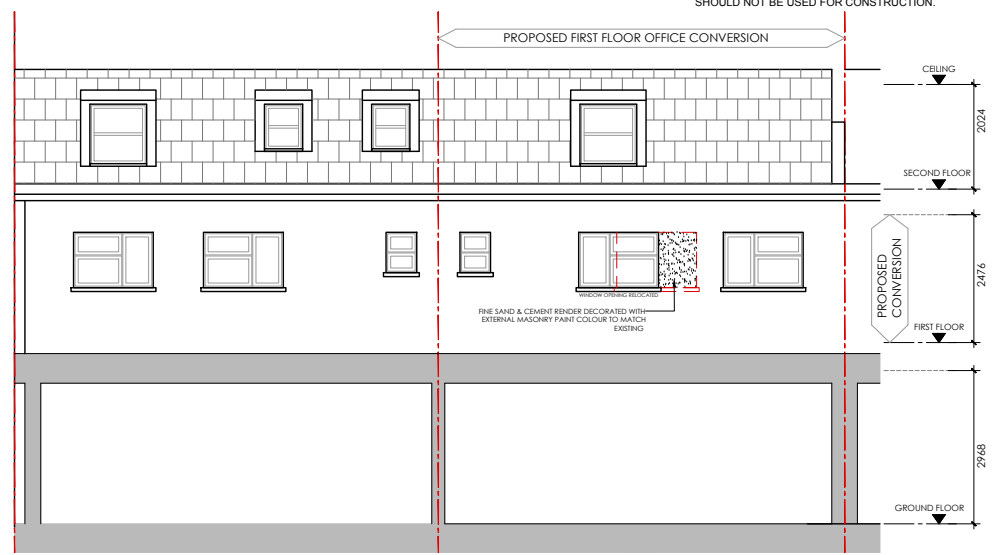 SHOULD NOT BE USED FOR CONSTRUCTION.
PROPOSED FIRST FLOOR OFFICE CONVERSION
CEILING
2024
SECOND FLOOR
PROPOSED
CONVERSION
2476
WINDOW OPENING RELOCATED
FINE SAND & CEMENT RENDER DECORATED WITH
EXTERNAL MASONRY PAINT COLOUR TO MATCH
EXISTING
FIRST FLOOR
2968
GROUND FLOOR